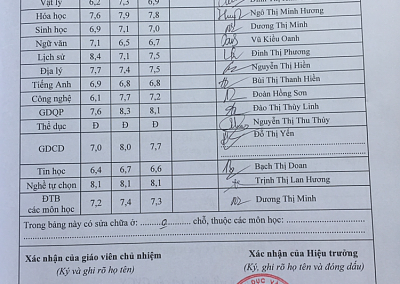 Vật lý 6,2 7,3 6,9
Hóa học 7,6 7,9 7,8 Ngô Thị Minh Hương
Sinh học 6,9 7,1 7,0 Dương Thị Minh
Ngữ văn 7,1 6,5 6,7 Vũ Kiều Oanh
Lịch sử 8,4 7,1 7,5 Đinh Thị Phương
Địa lý 7,7 7,4 7,5 Nguyễn Thị Hiền
Tiếng Anh 6,9 6,8 6,8 Bùi Thị Thanh Hiền
Công nghệ 6,1 7,7 7,2 Đoàn Hồng Sơn
GDQP 7,6 8,3 8,1 Đào Thị Thùy Linh
Thể dục Đ Đ Đ Nguyễn Thị Thu Thủy
GDCD 7,0 8,0 7,7 Đỗ Thị Yến
Tin học 6,4 6,7 6,6 Bạch Thị Doan
Nghề tự chọn 8,1 8,1 8,1 Trịnh Thị Lan Hương
ĐTB các môn học 7,2 7,4 7,3 Dương Thị Minh
Trong bảng này có sửa chữa ở: 0 chỗ, thuộc các môn học:
Xác nhận của giáo viên chủ nhiệm Xác nhận của Hiệu trưởng
(Ký và ghi rõ họ tên) (Ký, ghi rõ họ tên và đóng dấu)